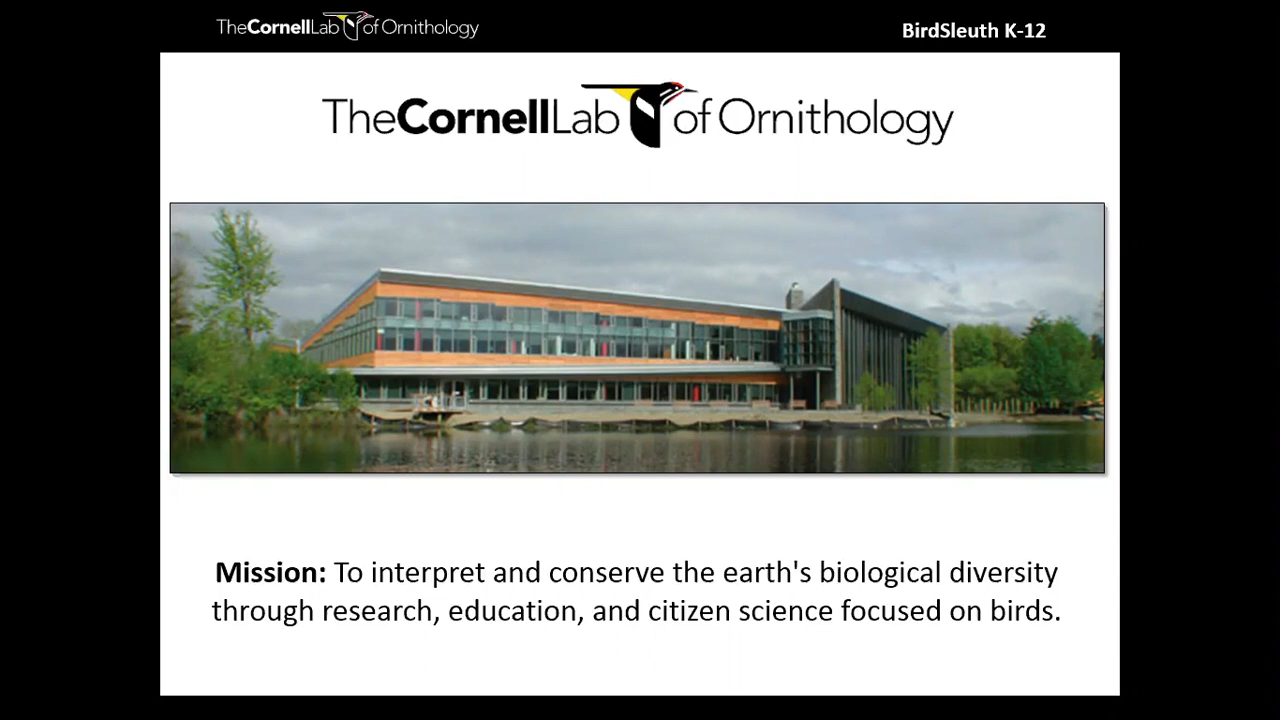 TheCornellLab of Ornithology
BirdSleuth K-12
TheCornellLab of Ornithology
Mission: To interpret and conserve the earth's biological diversity
through research, education, and citizen science focused on birds.